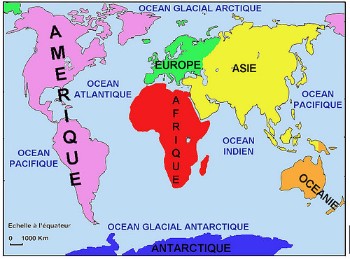 OCEAN GLACIAL ARCTIQUE
AMERIQUE
EUROPE
ASIE
OCEAN
ATLANTIQUE
AFRIQUE
OCEAN
PACIFIQUE
OCEAN
PACIFIQUE
OCEAN
INDIEN
OCEANIE
Echelle à l'équateur
0 1000 Km
OCEAN GLACIAL ANTARCTIQUE
ANTARCTIQUE